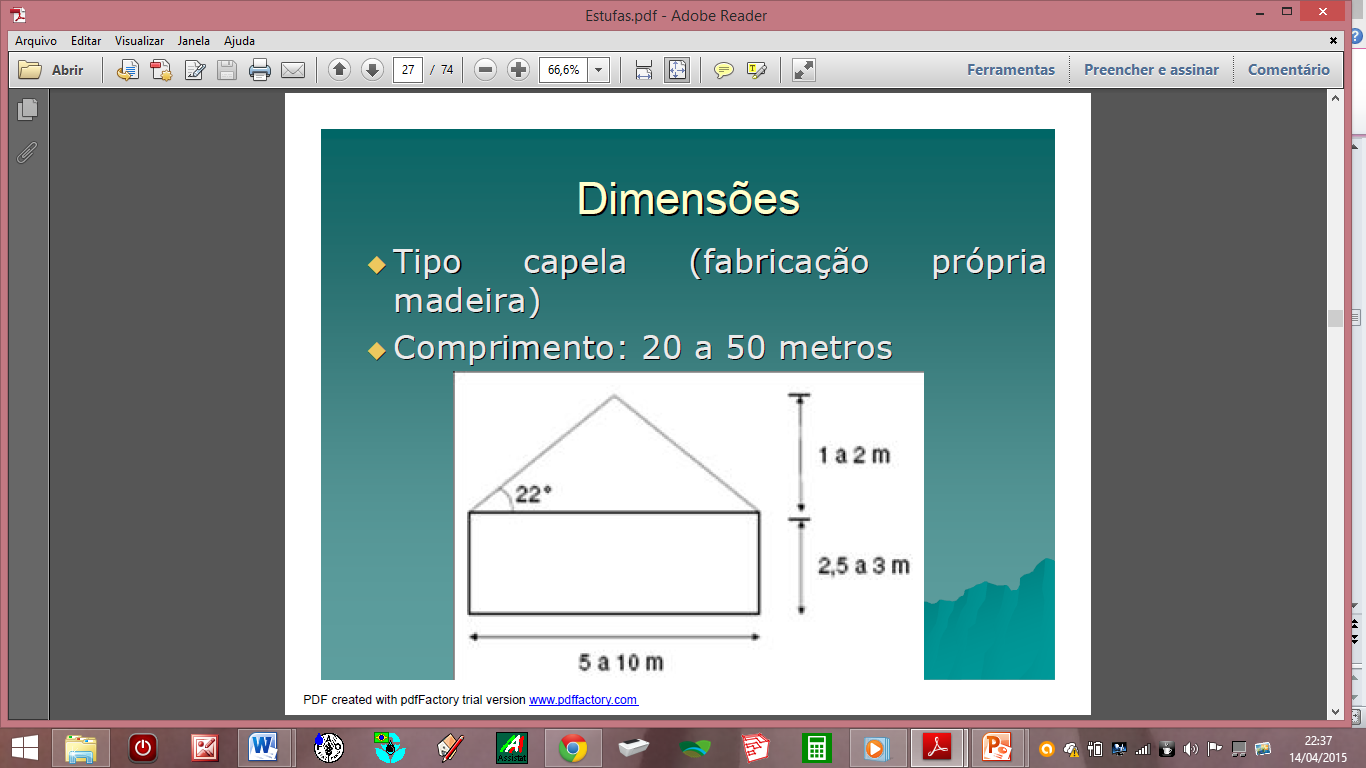 Estufas.pdf - Adobe Reader
Arquivo Editar Visualizar Janela Ajuda
Abrir 27 / 74 66,6% Ferramentas Preencher e assinar Comentário
Dimensões
Tipo capela (fabricação própria
madeira)
Comprimento: 20 a 50 metros
1 a 2 m
22°
2,5 a 3 m
5 a 10 m
PDF created with pdfFactory trial version www.pdffactory.com
Assistat
22:37
14/04/2015